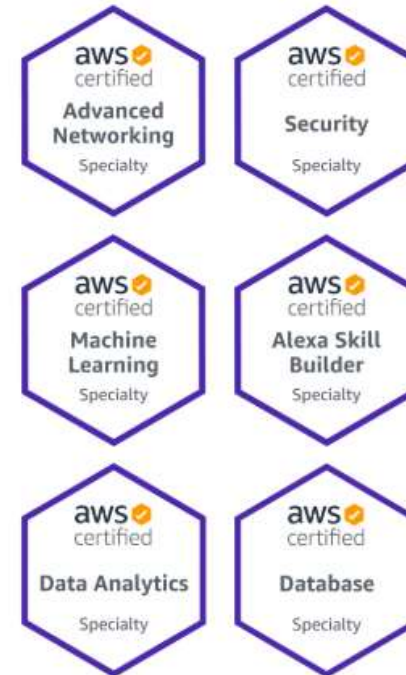 aws
certified
Advanced
Networking
Specialty
aws
certified
Security
Specialty
aws
certified
Machine
Learning
Specialty
aws
certified
Alexa Skill
Builder
Specialty
aws
certified
Data Analytics
Specialty
aws
certified
Database
Specialty